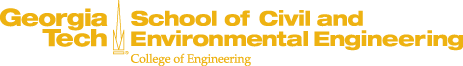 Georgia Tech
School of Civil and
Environmental Engineering
College of Engineering